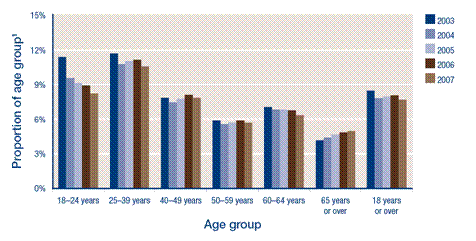 15%
12%
9%
6%
3%
0%
Proportion of age group¹
2003
2004
2005
2006
2007
18–24 years
25–39 years
40–49 years
50–59 years
60–64 years
65 years
or over
18 years
or over
Age group